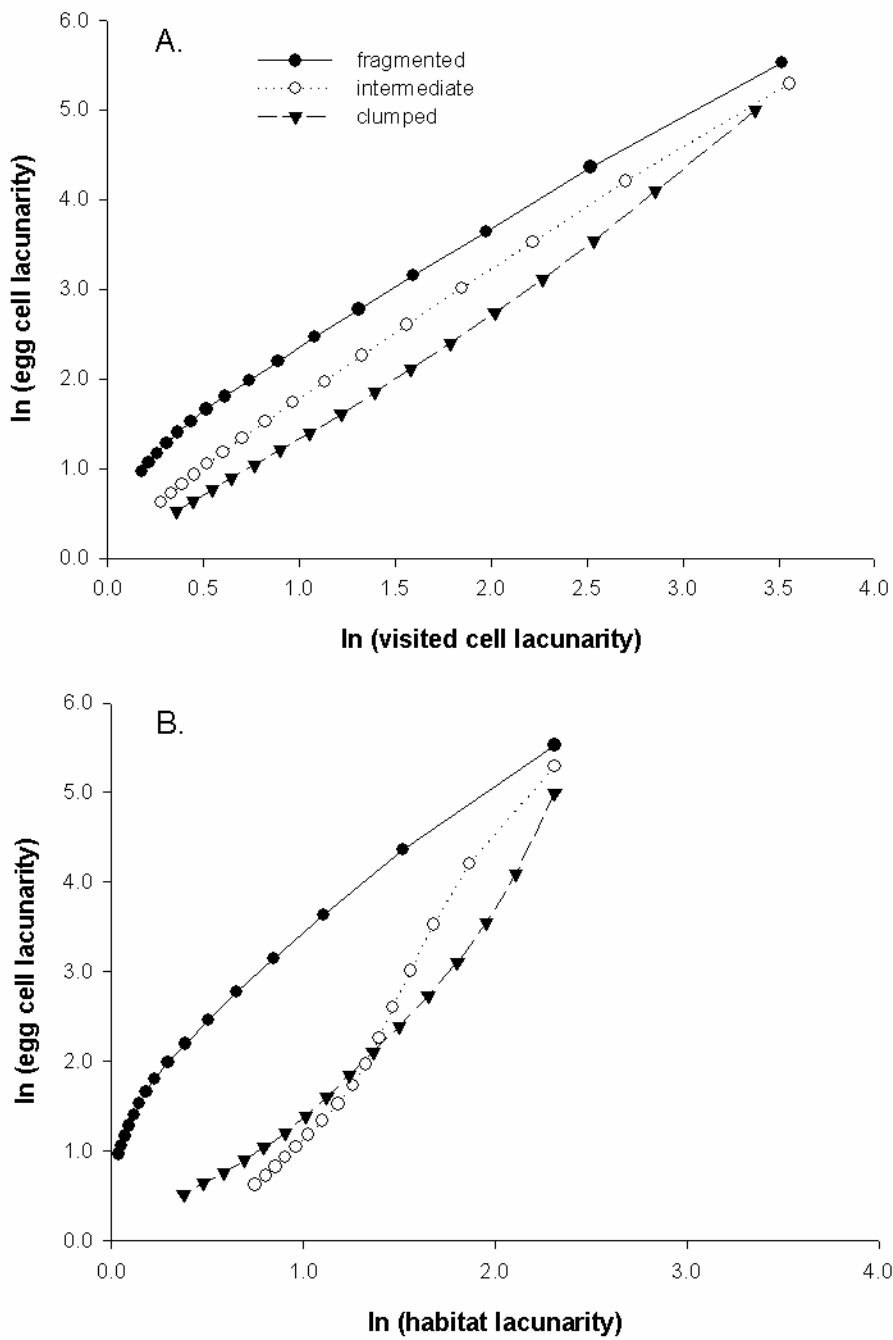 A.
fragmented
intermediate
clumped
6.0
5.0
4.0
3.0
2.0
1.0
0.0
ln (egg cell lacunarity)
0.0 0.5 1.0 1.5 2.0 2.5 3.0 3.5 4.0
ln (visited cell lacunarity)
B.
6.0
5.0
4.0
3.0
2.0
1.0
0.0
ln (egg cell lacunarity)
0.0 1.0 2.0 3.0 4.0
ln (habitat lacunarity)